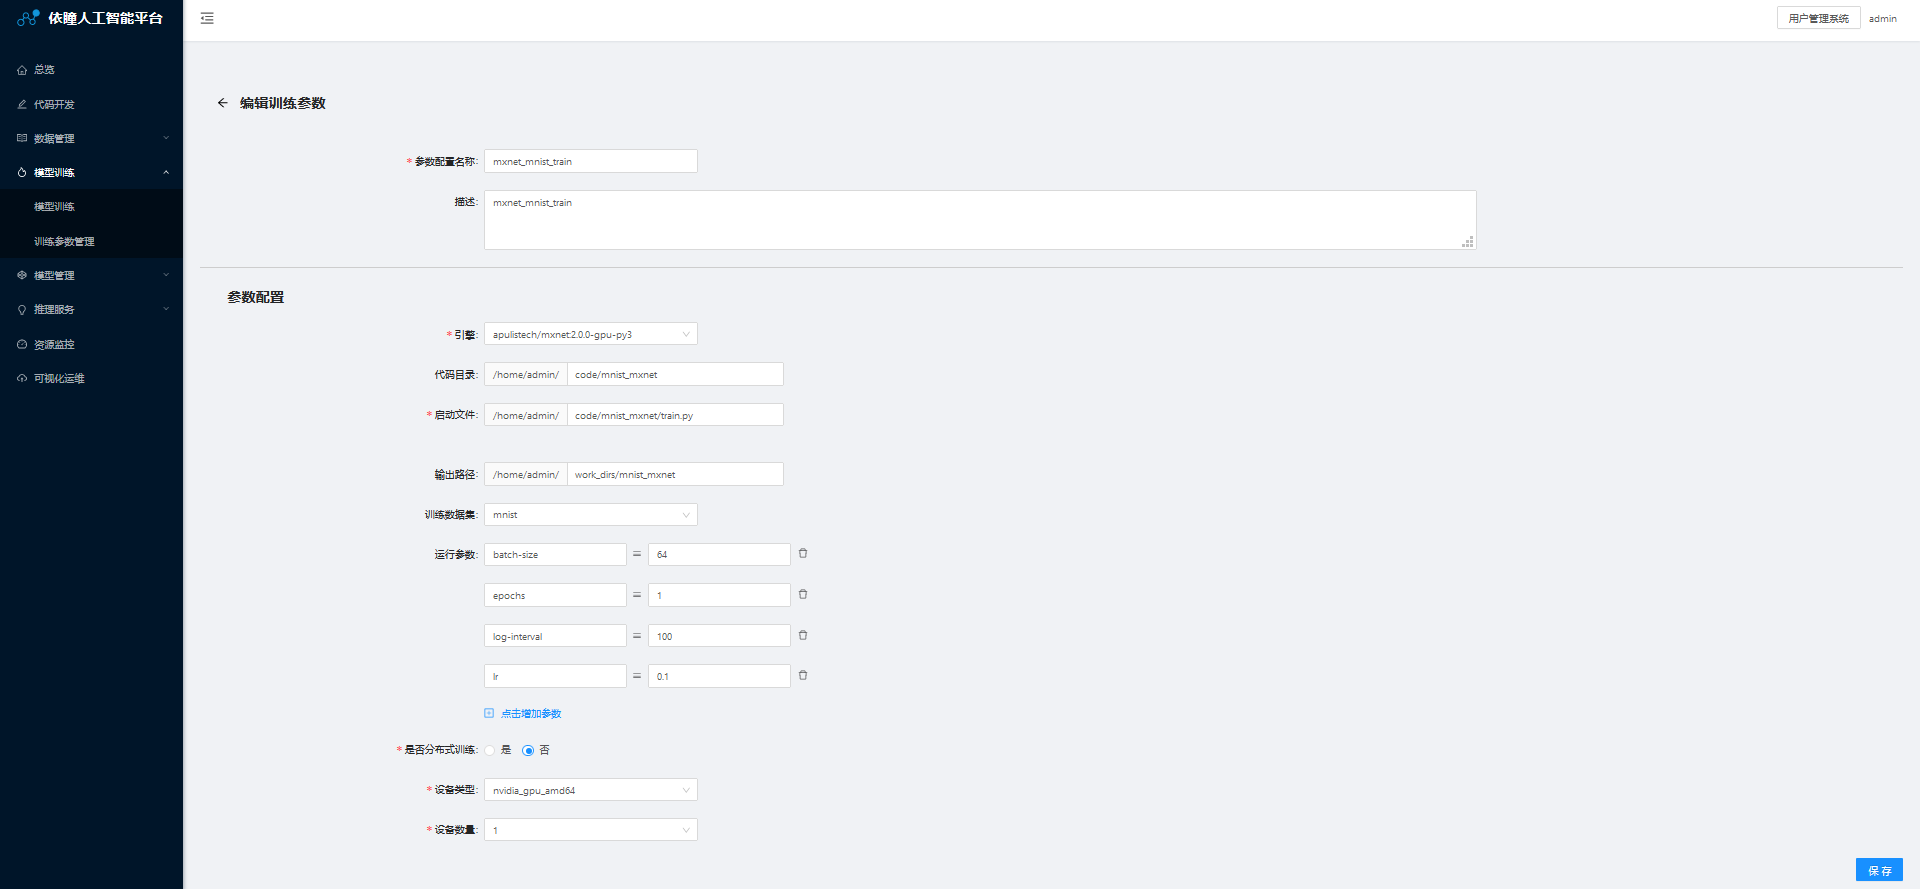 依瞳人工智能平台
用户管理系统 admin
总览
代码开发
数据管理
模型训练
模型训练
训练参数管理
模型管理
推理服务
资源监控
可视化运维
编辑训练参数
* 参数配置名称: mxnet_mnist_train
描述: mxnet_mnist_train
参数配置
* 引擎: apulistech/mxnet:2.0.0-gpu-py3
代码目录: /home/admin/ code/mnist_mxnet
* 启动文件: /home/admin/ code/mnist_mxnet/train.py
输出路径: /home/admin/ work_dirs/mnist_mxnet
训练数据集: mnist
运行参数: batch-size = 64
epochs = 1
log-interval = 100
lr = 0.1
点击增加参数
* 是否分布式训练: 是 否
* 设备类型: nvidia_gpu_amd64
* 设备数量: 1
保存